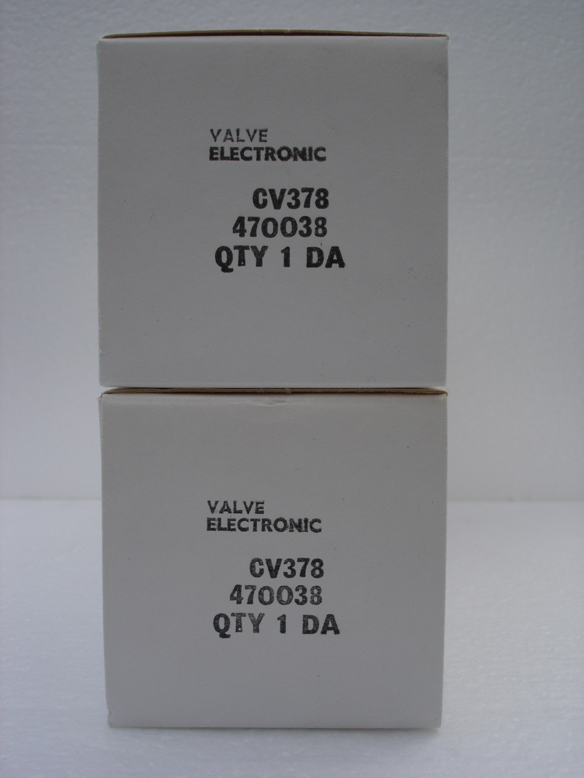 VALVE
ELECTRONIC
CV378
470038
QTY 1 DA
VALVE
ELECTRONIC
CV378
470038
QTY 1 DA